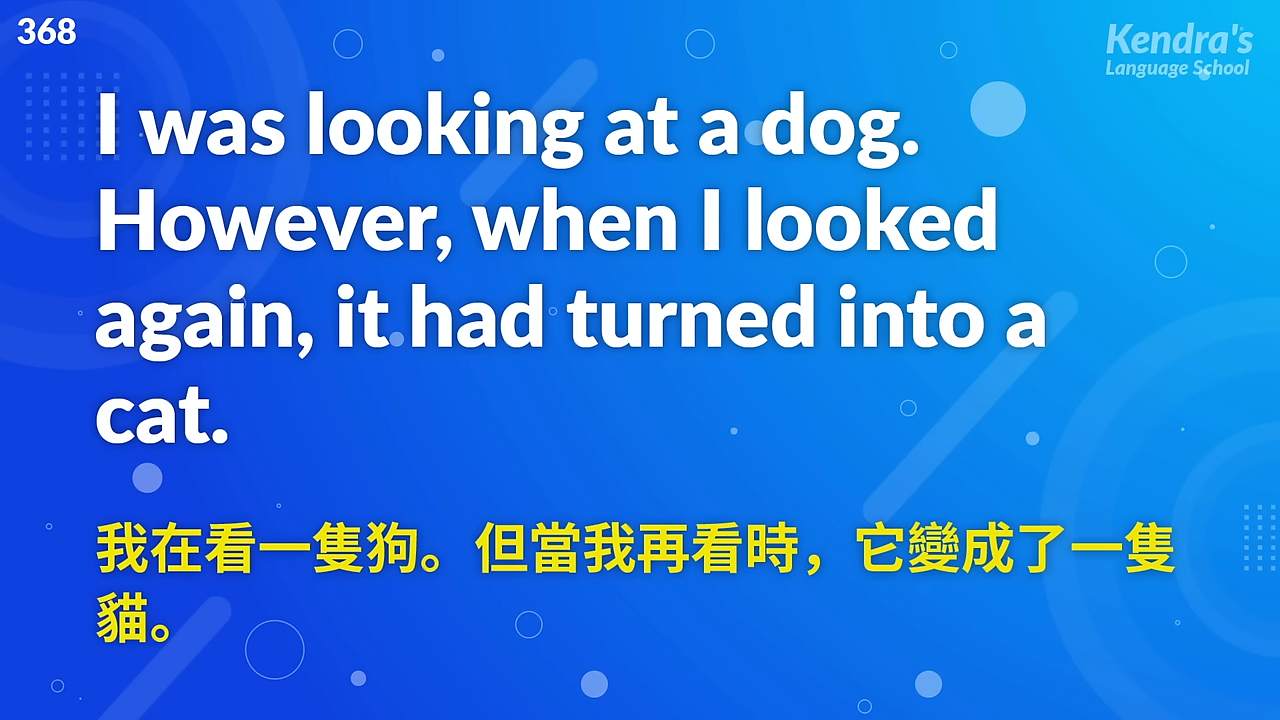 368
Kendra's
Language School
I was looking at a dog.
However, when I looked
again, it had turned into a
cat.
我在看一隻狗。但當我再看時，它變成了一隻
貓。